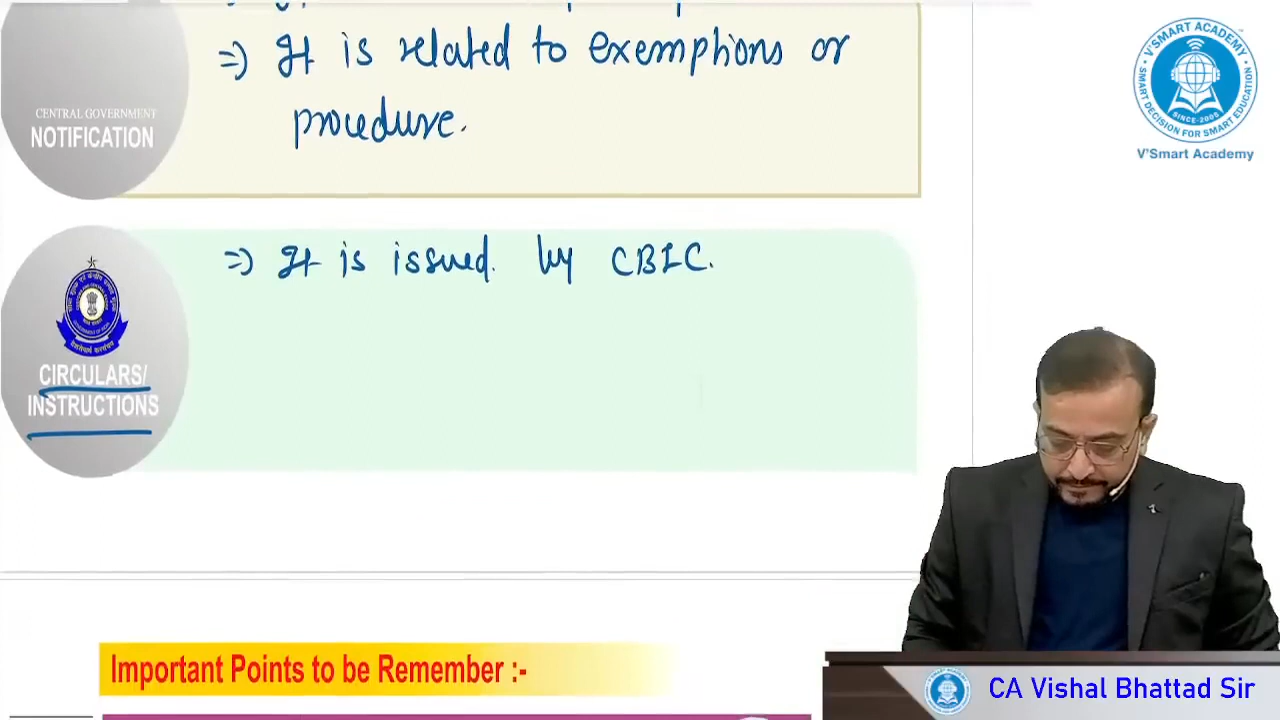 ⇒ It is related to exemptions or
procedure.
CENTRAL GOVERNMENT
NOTIFICATION
⇒ It is issued. by CBIC.
CIRCULARS/
INSTRUCTIONS
Important Points to be Remember :-
V'SMART ACADEMY
SMART DECISION FOR SMART EDUCATION
SINCE-2005
V'Smart Academy
CA Vishal Bhattad Sir